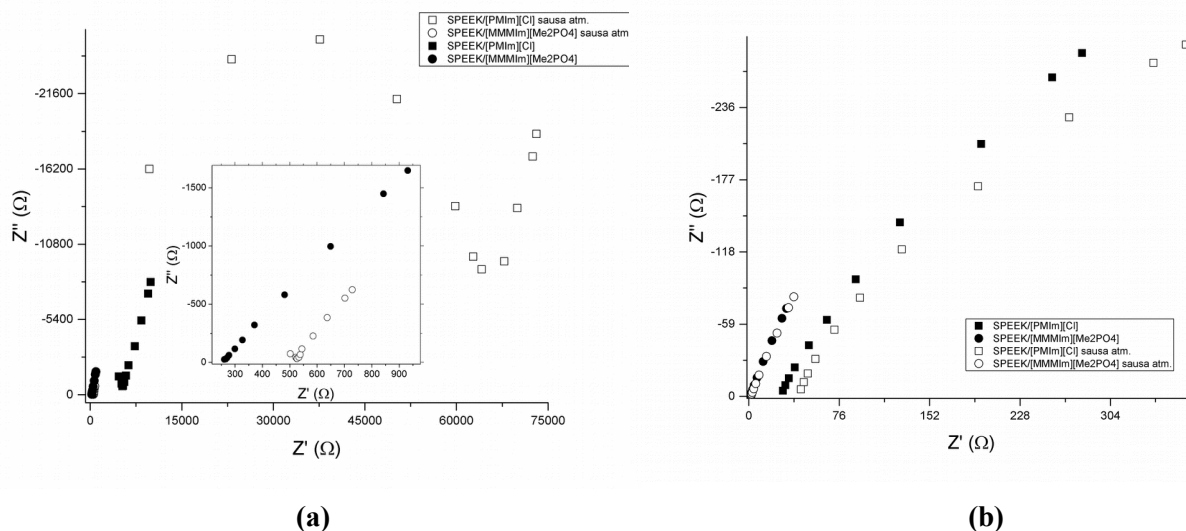 □ SPEEK/[PMIm][Cl] sausa atm.
○ SPEEK/[MMMIm][Me2PO4] sausa atm.
■ SPEEK/[PMIm][Cl]
● SPEEK/[MMMIm][Me2PO4]
-21600
-16200
-10800
-5400
0
Z'' (Ω)
0 15000 30000 45000 60000 75000
Z' (Ω)
-1500
-1000
-500
0
Z'' (Ω)
300 400 500 600 700 800 900
Z' (Ω)
(a)
-236
-177
-118
-59
0
Z'' (Ω)
■ SPEEK/[PMIm][Cl]
● SPEEK/[MMMIm][Me2PO4]
□ SPEEK/[PMIm][Cl] sausa atm.
○ SPEEK/[MMMIm][Me2PO4] sausa atm.
0 76 152 228 304
Z' (Ω)
(b)